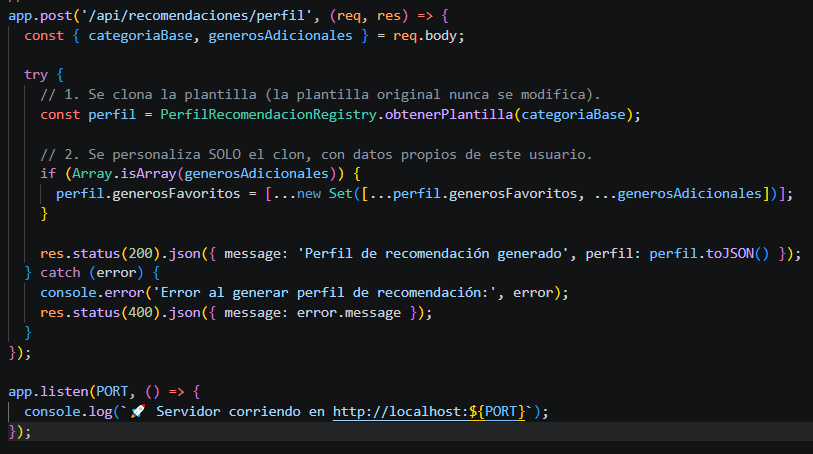 app.post('/api/recomendaciones/perfil', (req, res) => {
  const { categoriaBase, generosAdicionales } = req.body;

  try {
    // 1. Se clona la plantilla (la plantilla original nunca se modifica).
    const perfil = PerfilRecomendacionRegistry.obtenerPlantilla(categoriaBase);

    // 2. Se personaliza SOLO el clon, con datos propios de este usuario.
    if (Array.isArray(generosAdicionales)) {
      perfil.generosFavoritos = [...new Set([...perfil.generosFavoritos, ...generosAdicionales])];
    }

    res.status(200).json({ message: 'Perfil de recomendación generado', perfil: perfil.toJSON() });
  } catch (error) {
    console.error('Error al generar perfil de recomendación:', error);
    res.status(400).json({ message: error.message });
  }
});

app.listen(PORT, () => {
  console.log(`🚀 Servidor corriendo en http://localhost:${PORT}`);
});